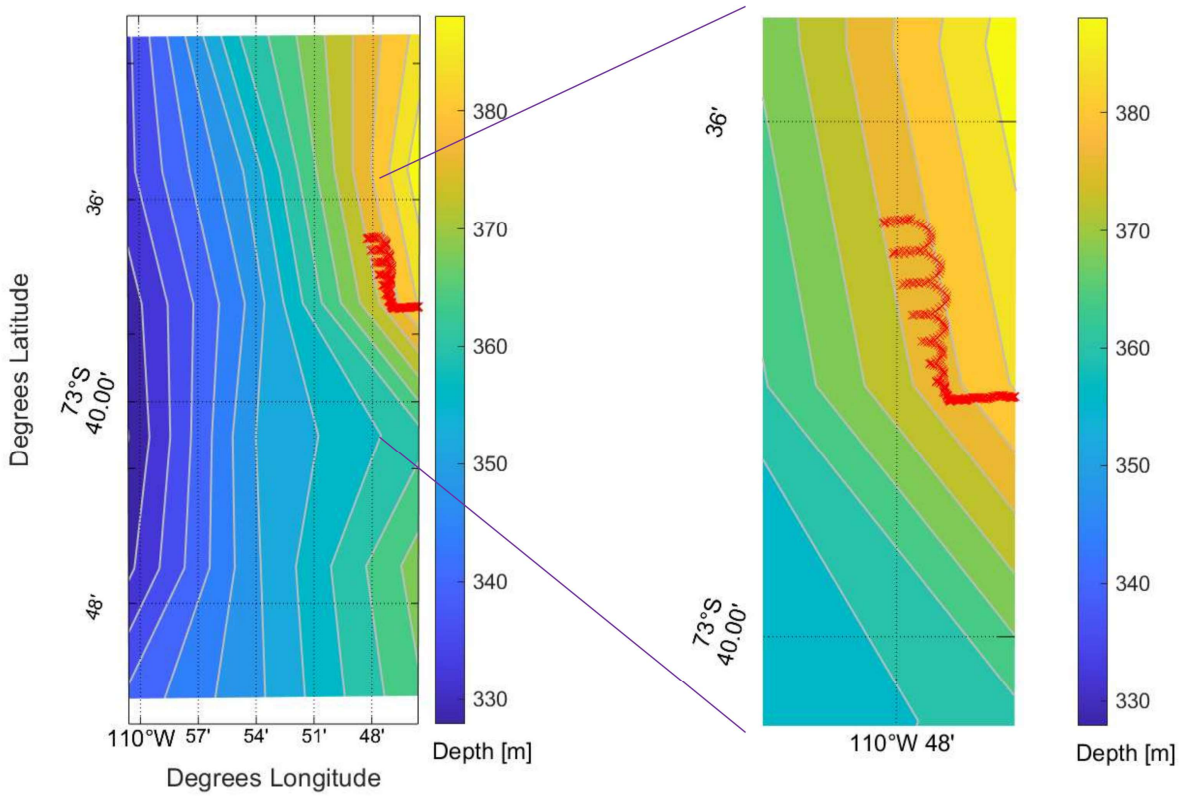 Degrees Latitude
36'
73°S
40.00'
48'
110°W 57' 54' 51' 48'
Degrees Longitude
380
370
360
350
340
330
Depth [m]
36'
73°S
40.00'
110°W 48'
380
370
360
350
340
330
Depth [m]